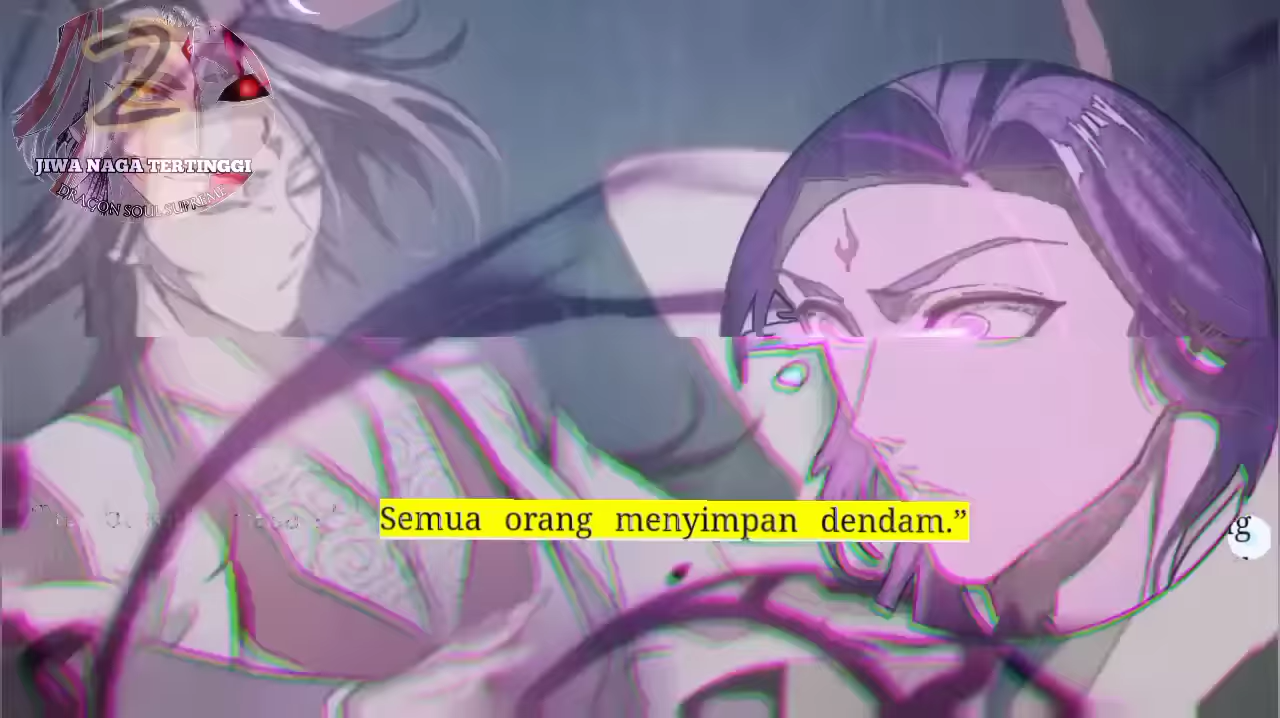 JIWA NAGA TERTINGGI
DRAGON SOUL SUPREME
Semua orang menyimpan dendam.”